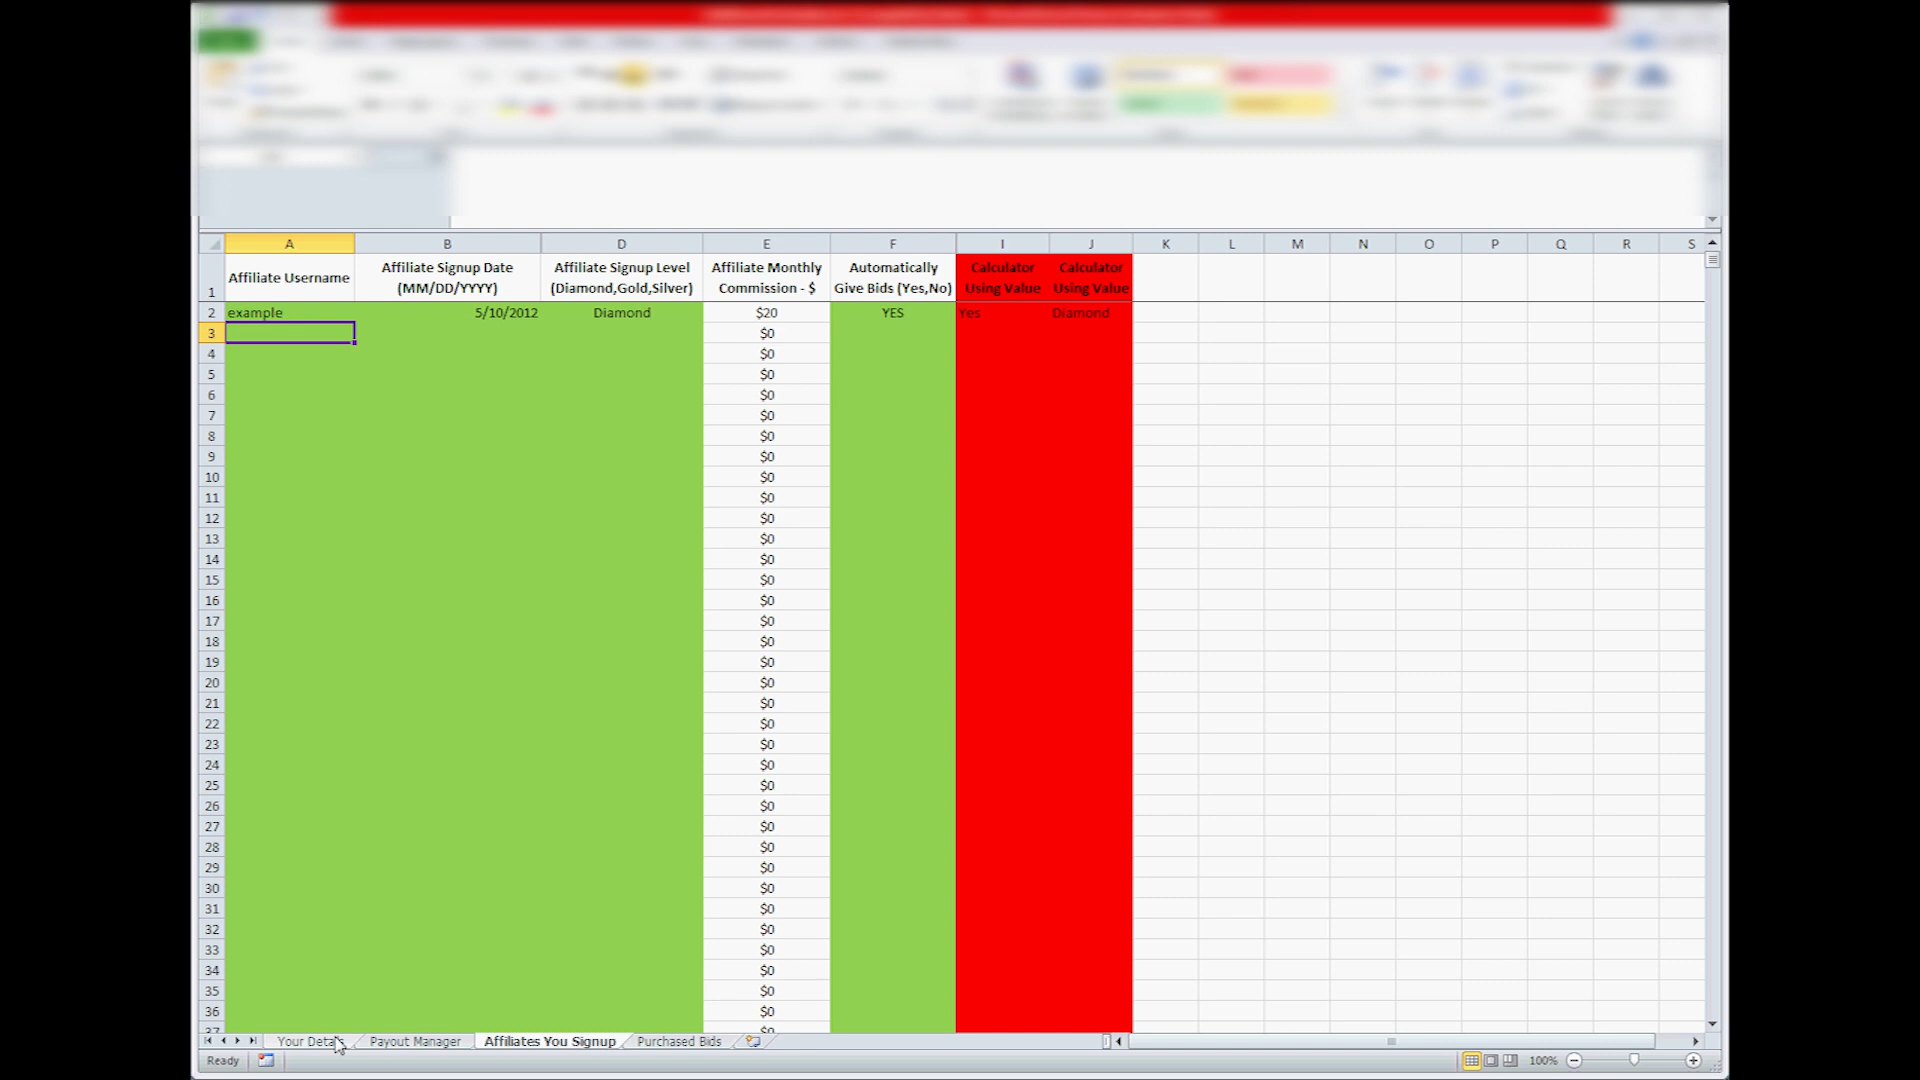 A B D E F I J K L M N O P Q R S
Affiliate Username
Affiliate Signup Date
(MM/DD/YYYY)
Affiliate Signup Level
(Diamond,Gold,Silver)
Affiliate Monthly
Commission - $
Automatically
Give Bids (Yes,No)
Calculator
Using Value
Calculator
Using Value
1
2 example 5/10/2012 Diamond $20 YES Yes Diamond
3 $0
4 $0
5 $0
6 $0
7 $0
8 $0
9 $0
10 $0
11 $0
12 $0
13 $0
14 $0
15 $0
16 $0
17 $0
18 $0
19 $0
20 $0
21 $0
22 $0
23 $0
24 $0
25 $0
26 $0
27 $0
28 $0
29 $0
30 $0
31 $0
32 $0
33 $0
34 $0
35 $0
36 $0
37 $0
Your Details Payout Manager Affiliates You Signup Purchased Bids
Ready 100%